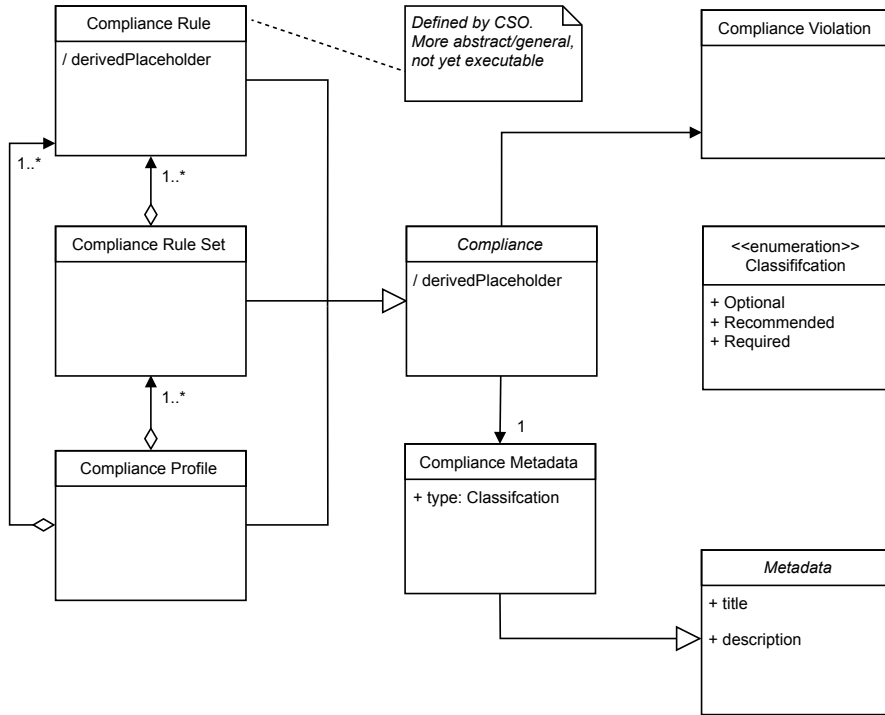 Compliance Rule
/ derivedPlaceholder
Defined by CSO.
More abstract/general,
not yet executable
Compliance Violation
1..*
1..*
Compliance Rule Set
Compliance
/ derivedPlaceholder
<<enumeration>>
Classififcation
+ Optional
+ Recommended
+ Required
1..*
1
Compliance Profile
Compliance Metadata
+ type: Classifcation
Metadata
+ title
+ description